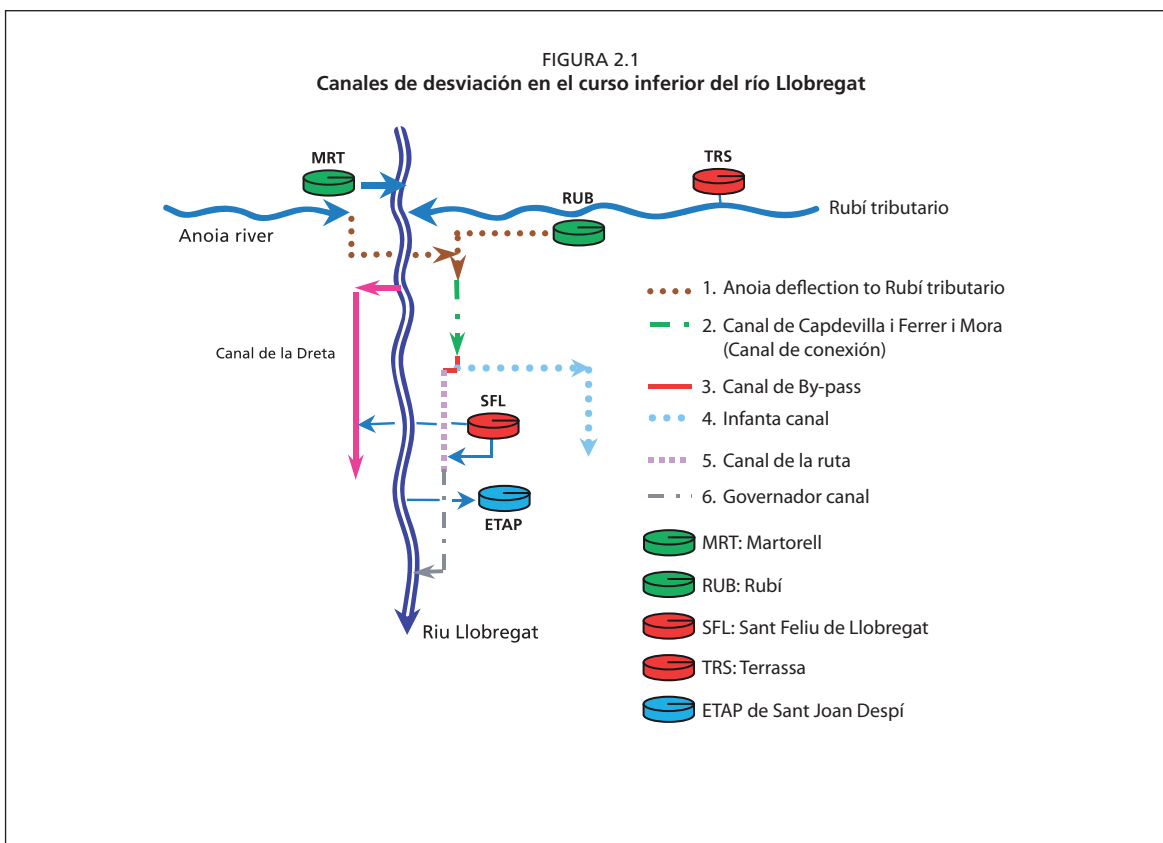 FIGURA 2.1
Canales de desviación en el curso inferior del río Llobregat
MRT
TRS
RUB
Rubí tributario
Anoia river
1. Anoia deflection to Rubí tributario
2. Canal de Capdevilla i Ferrer i Mora
(Canal de conexión)
Canal de la Dreta
3. Canal de By-pass
SFL
4. Infanta canal
5. Canal de la ruta
6. Governador canal
ETAP
MRT: Martorell
RUB: Rubí
SFL: Sant Feliu de Llobregat
Riu Llobregat
TRS: Terrassa
ETAP de Sant Joan Despí